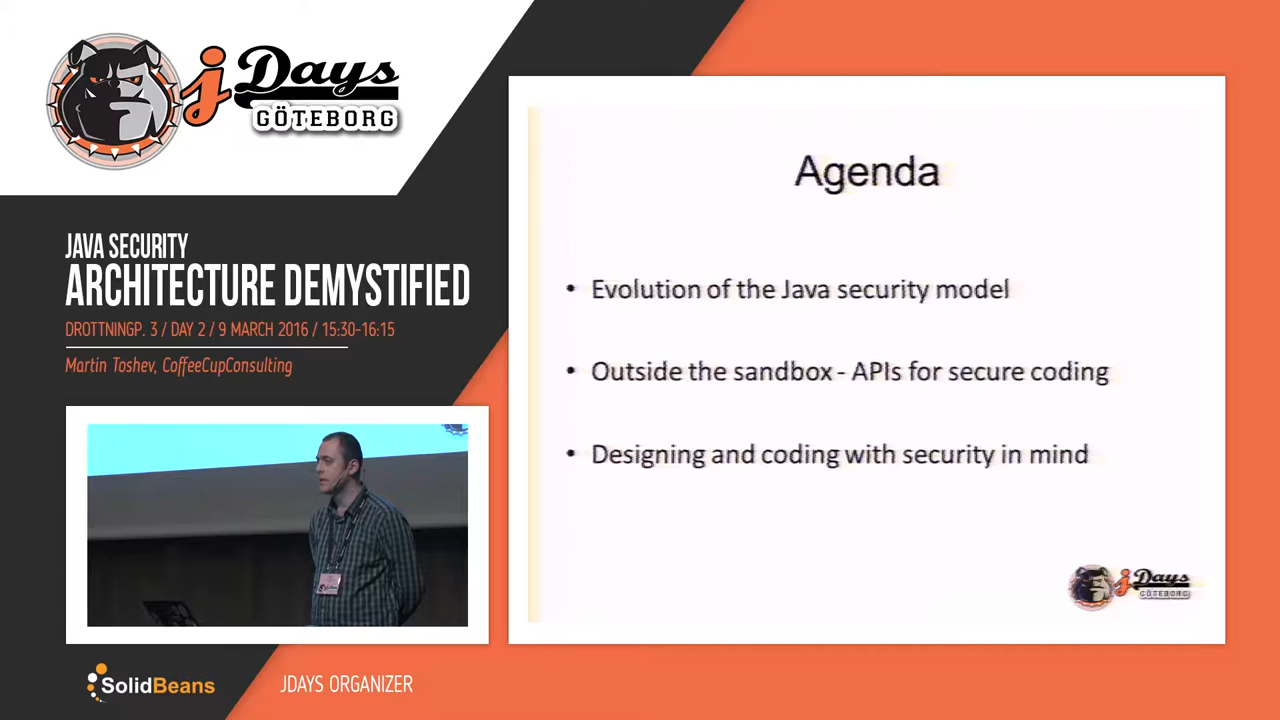 jDays
GÖTEBORG
JAVA SECURITY
ARCHITECTURE DEMYSTIFIED
DROTTNINGP. 3 / DAY 2 / 9 MARCH 2016 / 15:30-16:15
Martin Toshev, CoffeeCupConsulting
SolidBeans
JDAYS ORGANIZER
Agenda
• Evolution of the Java security model
• Outside the sandbox - APIs for secure coding
• Designing and coding with security in mind
jDays
GÖTEBORG